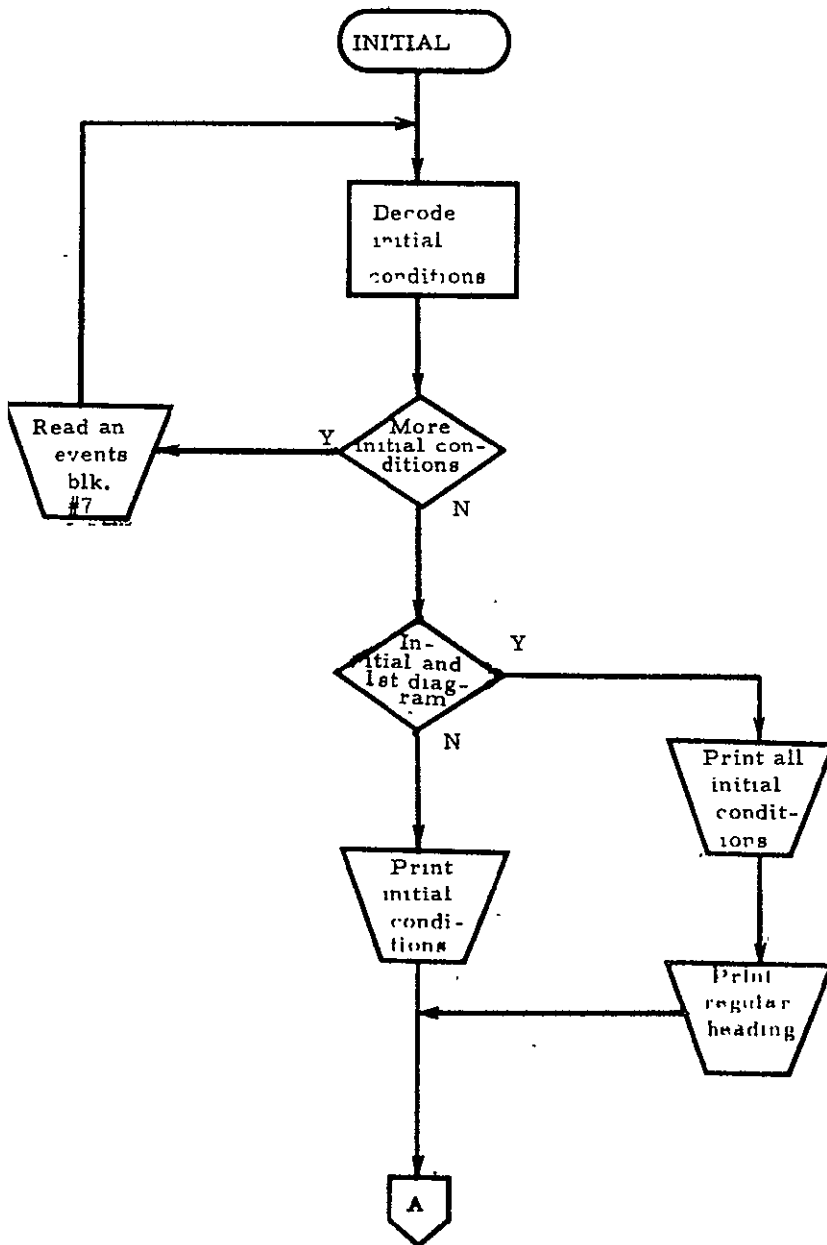 INITIAL
Decode
initial
conditions
More
initial con-
ditions
Y
N
Read an
events
blk.
#7
In-
itial and
1st diag-
ram
Y
N
Print all
initial
condit-
ions
Print
initial
condi-
tions
Print
regular
heading
A